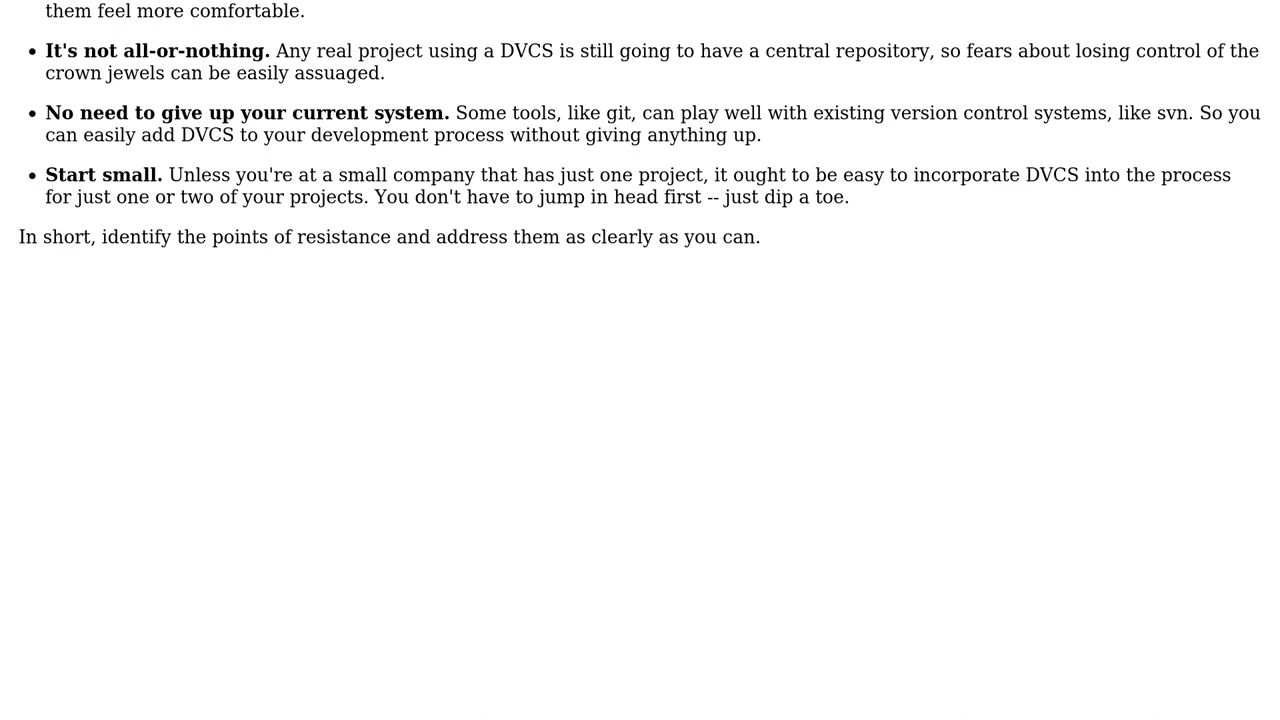 them feel more comfortable.
• It's not all-or-nothing. Any real project using a DVCS is still going to have a central repository, so fears about losing control of the
crown jewels can be easily assuaged.
• No need to give up your current system. Some tools, like git, can play well with existing version control systems, like svn. So you
can easily add DVCS to your development process without giving anything up.
• Start small. Unless you're at a small company that has just one project, it ought to be easy to incorporate DVCS into the process
for just one or two of your projects. You don't have to jump in head first -- just dip a toe.
In short, identify the points of resistance and address them as clearly as you can.